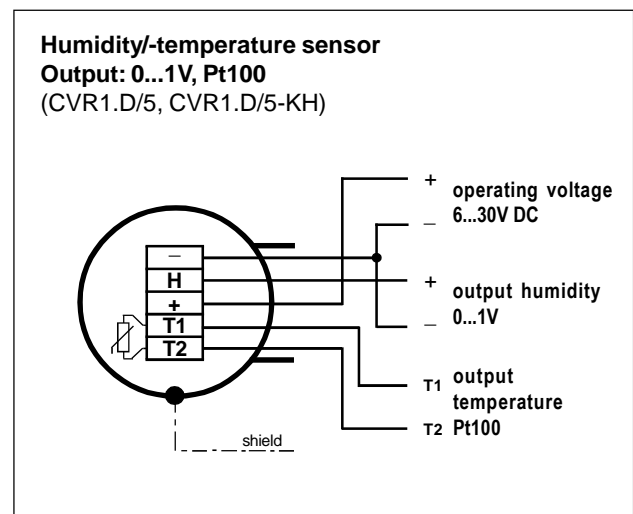 Humidity/-temperature sensor
Output: 0...1V, Pt100
(CVR1.D/5, CVR1.D/5-KH)
+ operating voltage
− 6...30V DC
−
H
+
T1
T2
+ output humidity
− 0...1V
T1 output
temperature
T2 Pt100
shield